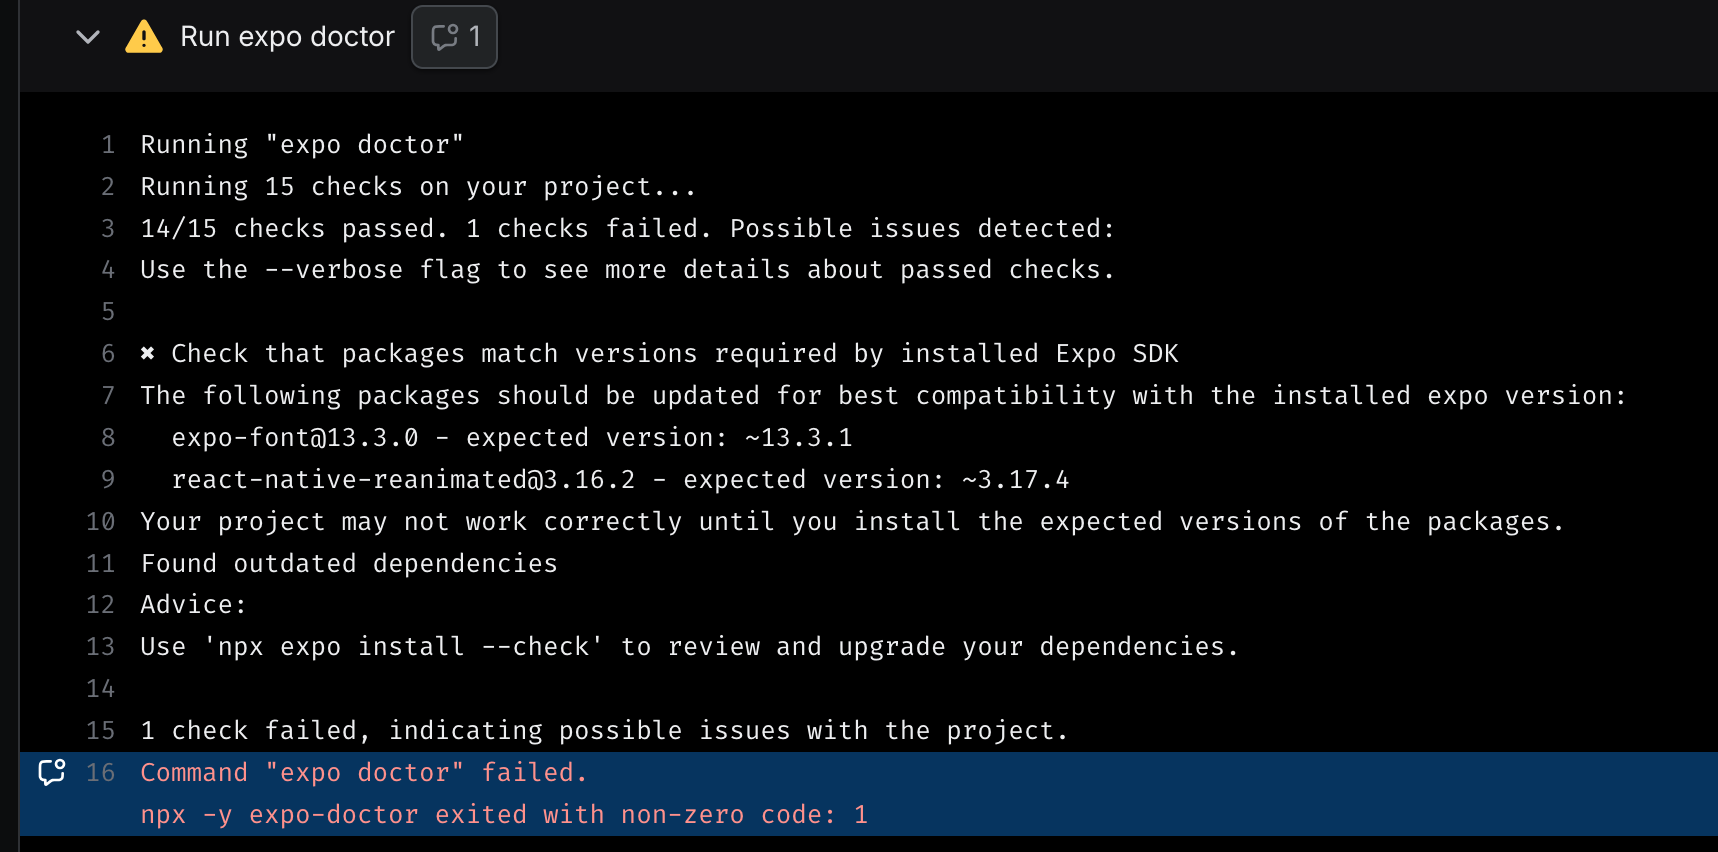 Run expo doctor 1
1 Running "expo doctor"
2 Running 15 checks on your project...
3 14/15 checks passed. 1 checks failed. Possible issues detected:
4 Use the --verbose flag to see more details about passed checks.
5
6 ✖ Check that packages match versions required by installed Expo SDK
7 The following packages should be updated for best compatibility with the installed expo version:
8   expo-font@13.3.0 - expected version: ~13.3.1
9   react-native-reanimated@3.16.2 - expected version: ~3.17.4
10 Your project may not work correctly until you install the expected versions of the packages.
11 Found outdated dependencies
12 Advice:
13 Use 'npx expo install --check' to review and upgrade your dependencies.
14
15 1 check failed, indicating possible issues with the project.
16 Command "expo doctor" failed.
npx -y expo-doctor exited with non-zero code: 1